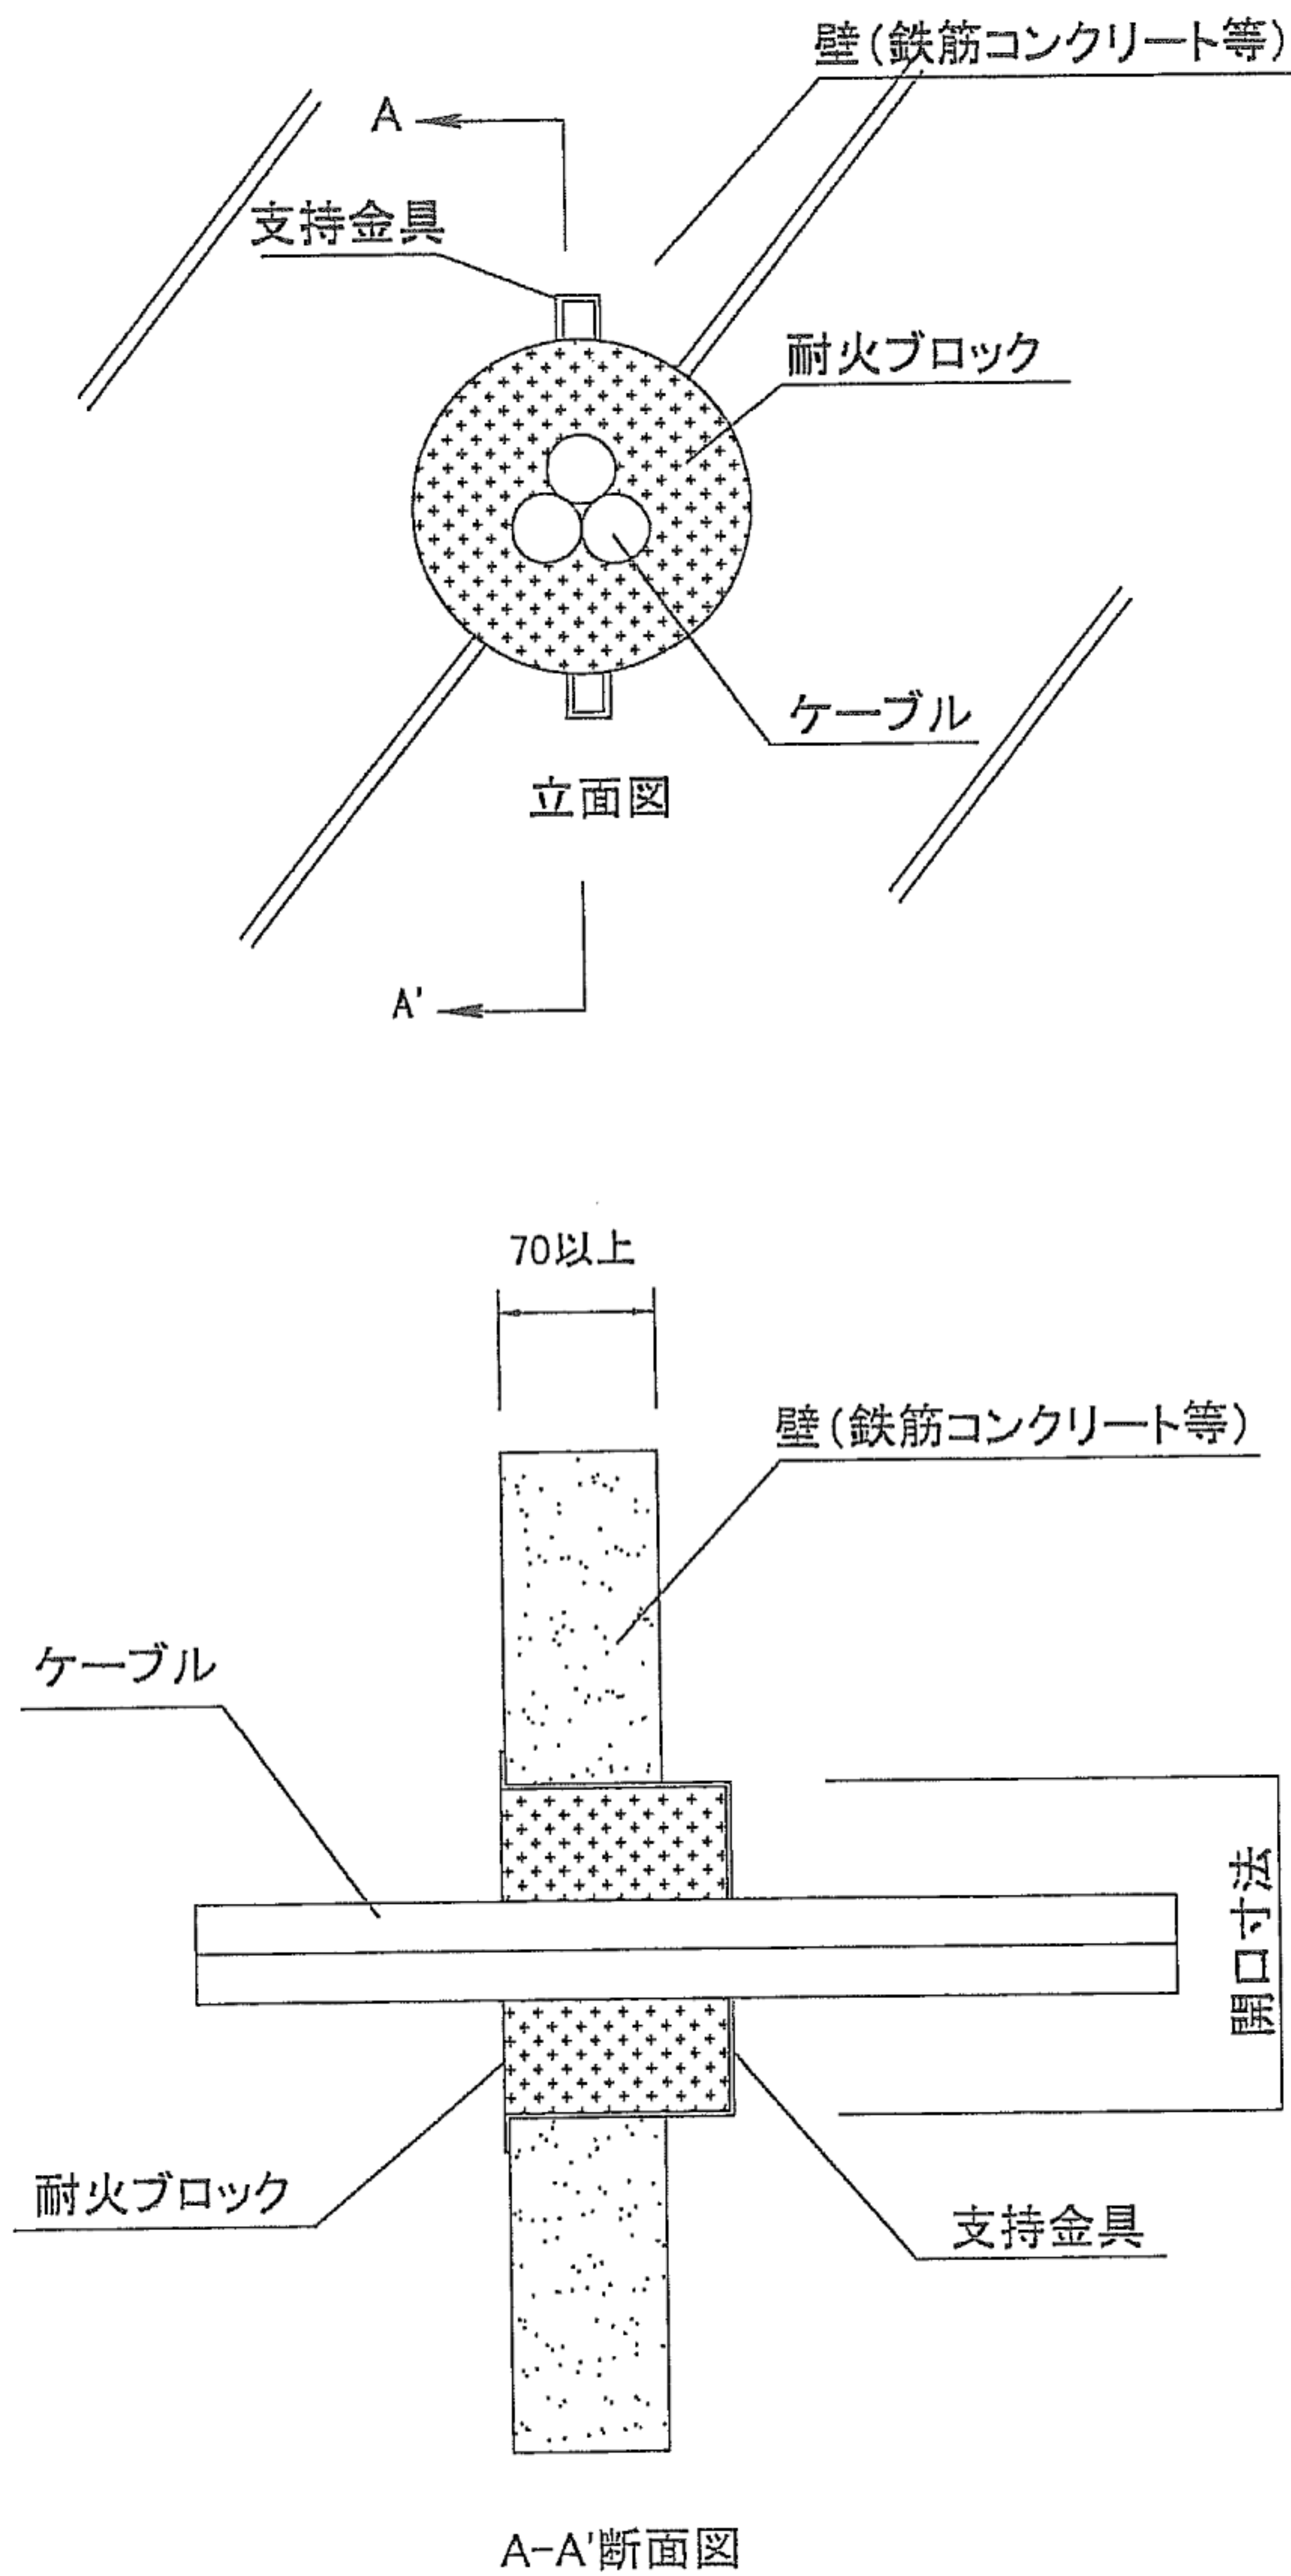 壁(鉄筋コンクリート等)
A
支持金具
耐火ブロック
ケーブル
立面図
A'
70以上
壁(鉄筋コンクリート等)
ケーブル
開口寸法
耐火ブロック
支持金具
A-A'断面図